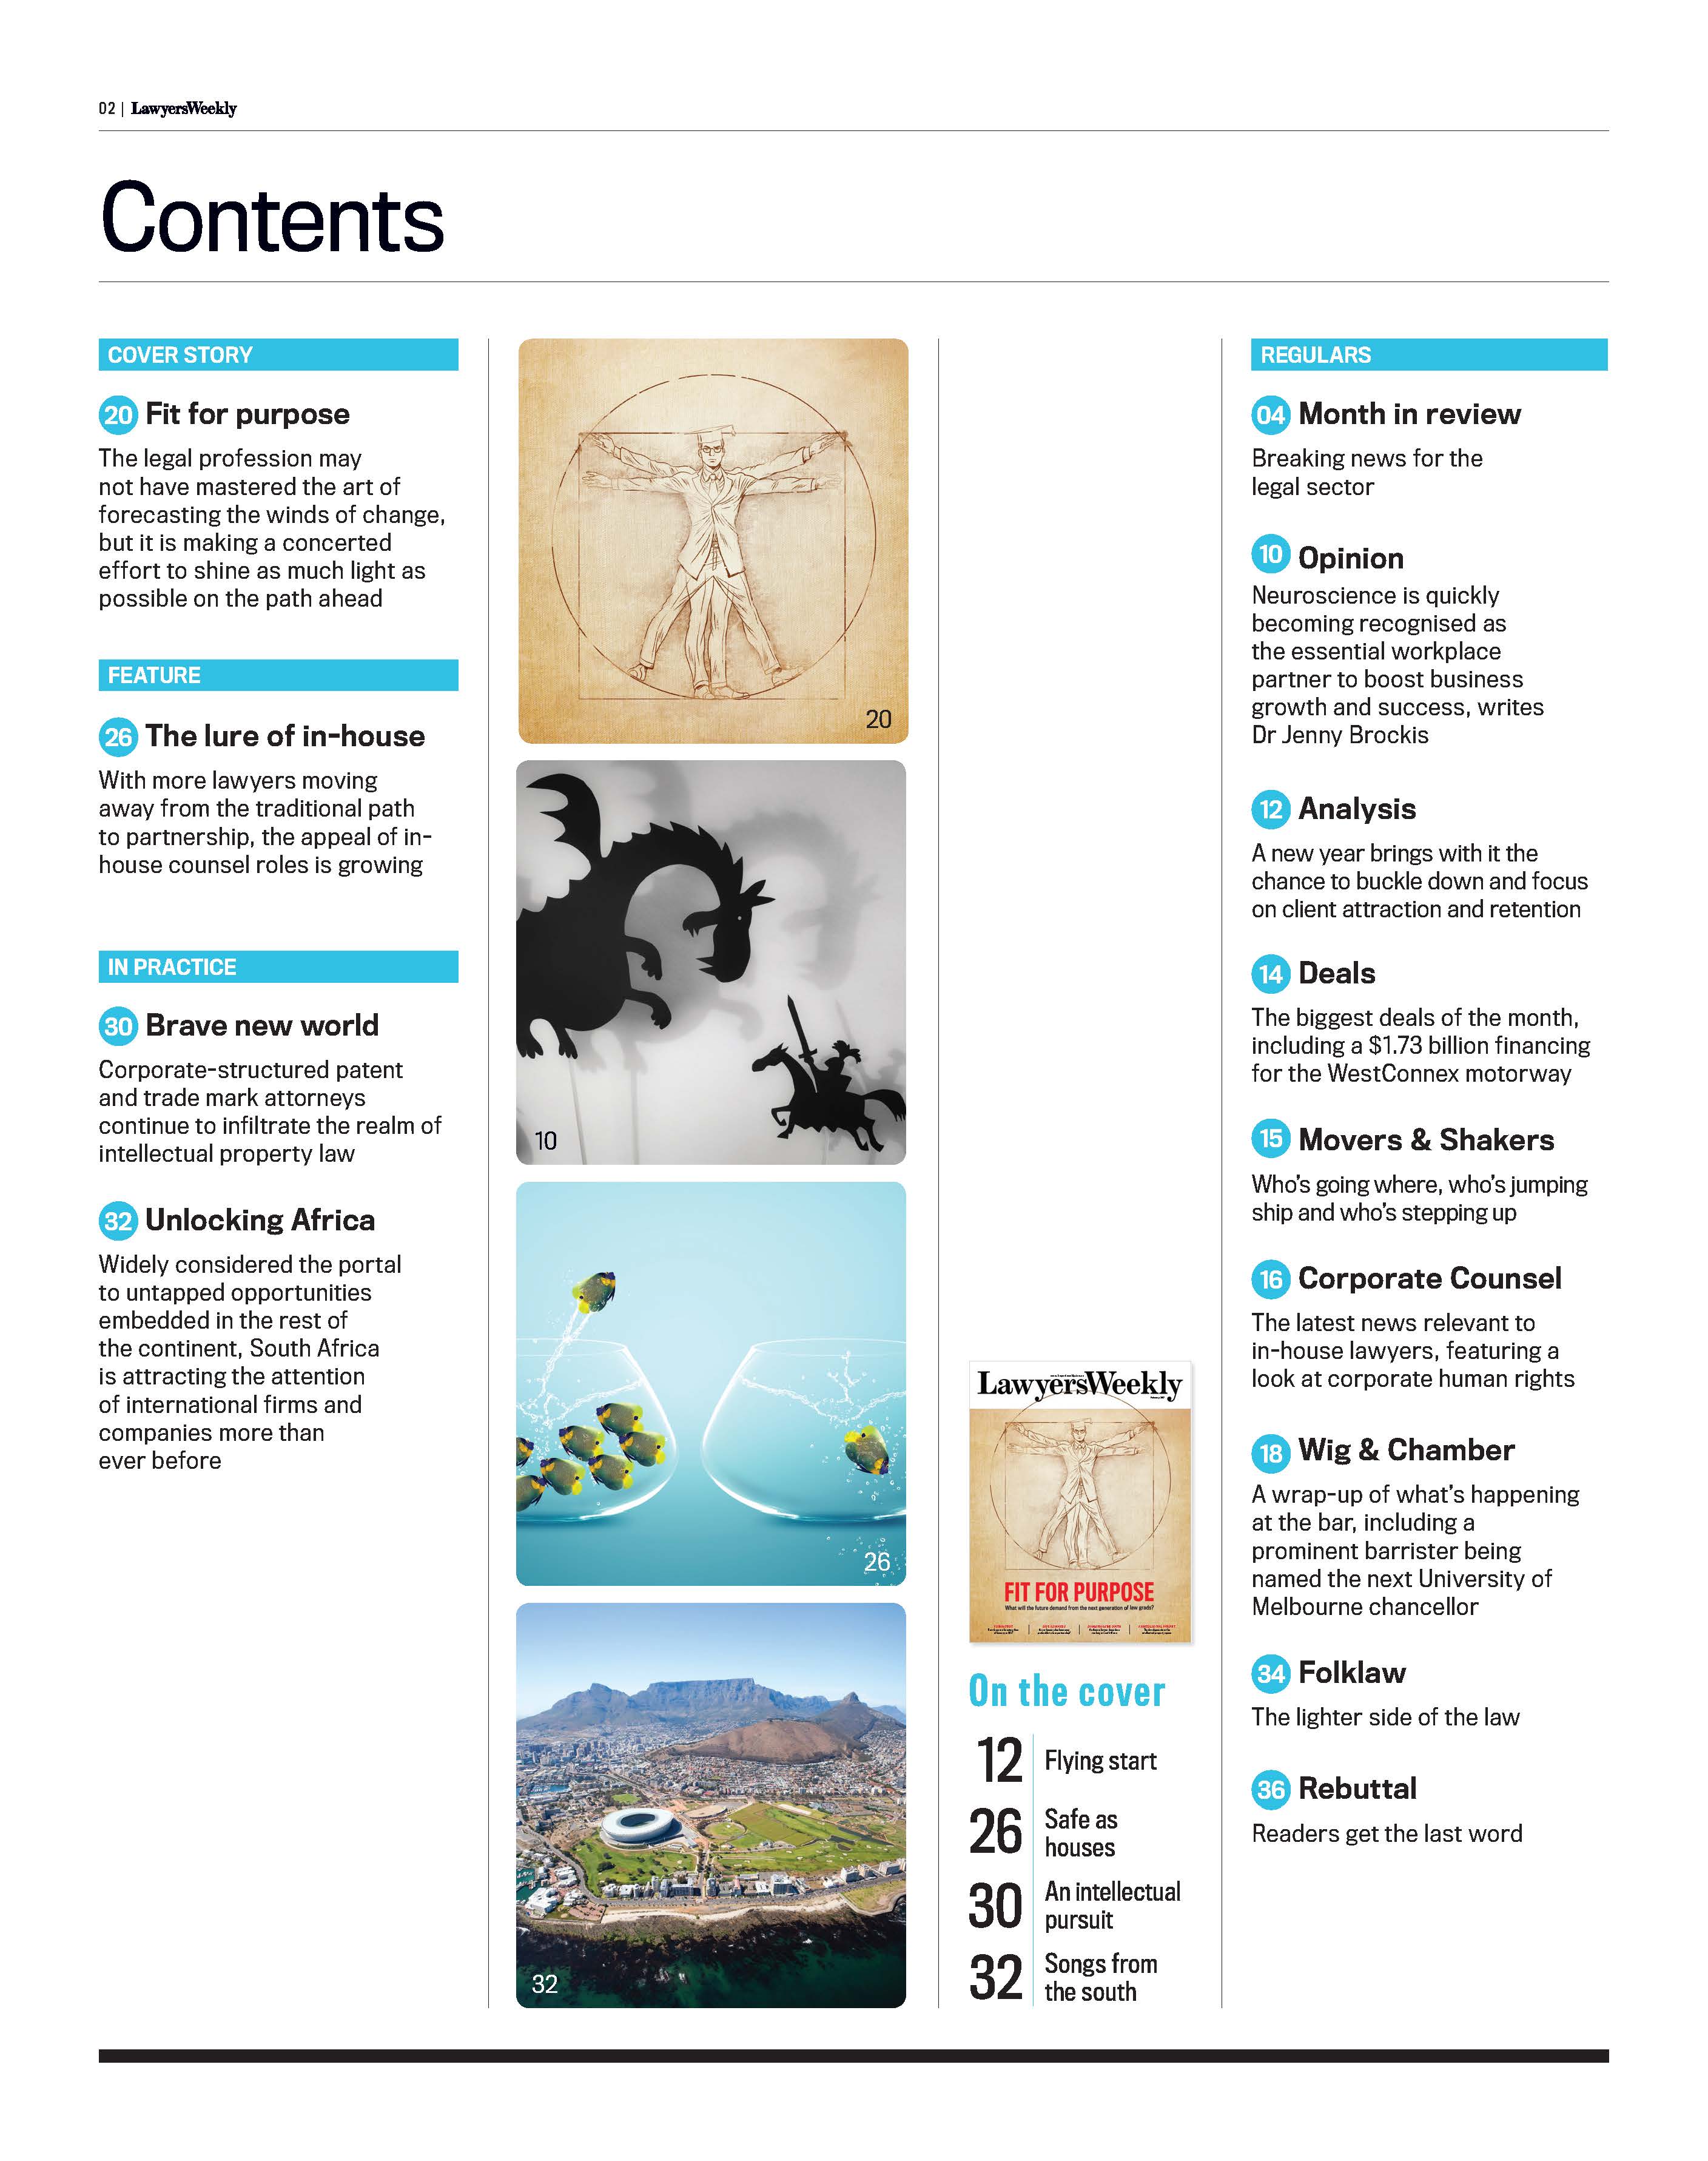 02 | LawyersWeekly
Contents
COVER STORY
20 Fit for purpose
The legal profession may
not have mastered the art of
forecasting the winds of change,
but it is making a concerted
effort to shine as much light as
possible on the path ahead
FEATURE
26 The lure of in-house
With more lawyers moving
away from the traditional path
to partnership, the appeal of in-
house counsel roles is growing
IN PRACTICE
30 Brave new world
Corporate-structured patent
and trade mark attorneys
continue to infiltrate the realm of
intellectual property law
32 Unlocking Africa
Widely considered the portal
to untapped opportunities
embedded in the rest of
the continent, South Africa
is attracting the attention
of international firms and
companies more than
ever before
20
10
26
32
LawyersWeekly
FIT FOR PURPOSE
What will the future demand from the next generation of law grads?
On the cover
12 Flying start
26 Safe as
houses
30 An intellectual
pursuit
32 Songs from
the south
REGULARS
04 Month in review
Breaking news for the
legal sector
10 Opinion
Neuroscience is quickly
becoming recognised as
the essential workplace
partner to boost business
growth and success, writes
Dr Jenny Brockis
12 Analysis
A new year brings with it the
chance to buckle down and focus
on client attraction and retention
14 Deals
The biggest deals of the month,
including a $1.73 billion financing
for the WestConnex motorway
15 Movers & Shakers
Who's going where, who's jumping
ship and who's stepping up
16 Corporate Counsel
The latest news relevant to
in-house lawyers, featuring a
look at corporate human rights
18 Wig & Chamber
A wrap-up of what's happening
at the bar, including a
prominent barrister being
named the next University of
Melbourne chancellor
34 Folklaw
The lighter side of the law
36 Rebuttal
Readers get the last word